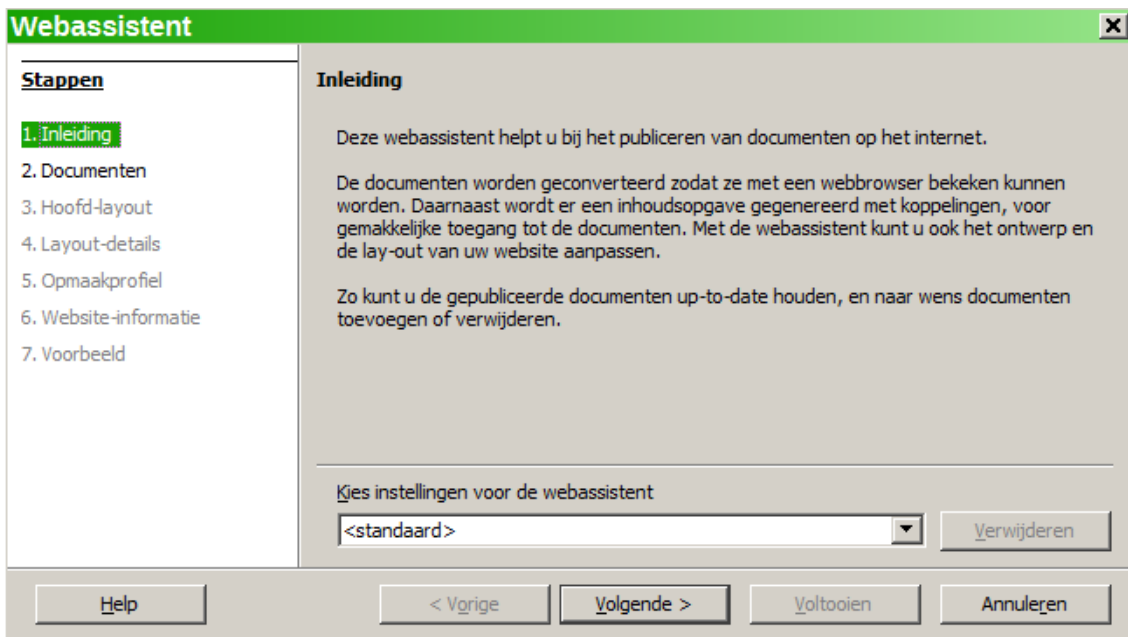 Webassistent
Stappen
1. Inleiding
2. Documenten
3. Hoofd-layout
4. Layout-details
5. Opmaakprofiel
6. Website-informatie
7. Voorbeeld
Inleiding
Deze webassistent helpt u bij het publiceren van documenten op het internet.
De documenten worden geconverteerd zodat ze met een webbrowser bekeken kunnen
worden. Daarnaast wordt er een inhoudsopgave gegenereerd met koppelingen, voor
gemakkelijke toegang tot de documenten. Met de webassistent kunt u ook het ontwerp en
de lay-out van uw website aanpassen.
Zo kunt u de gepubliceerde documenten up-to-date houden, en naar wens documenten
toevoegen of verwijderen.
Kies instellingen voor de webassistent
<standaard>
Verwijderen
Help
< Vorige
Volgende >
Voltooien
Annuleren